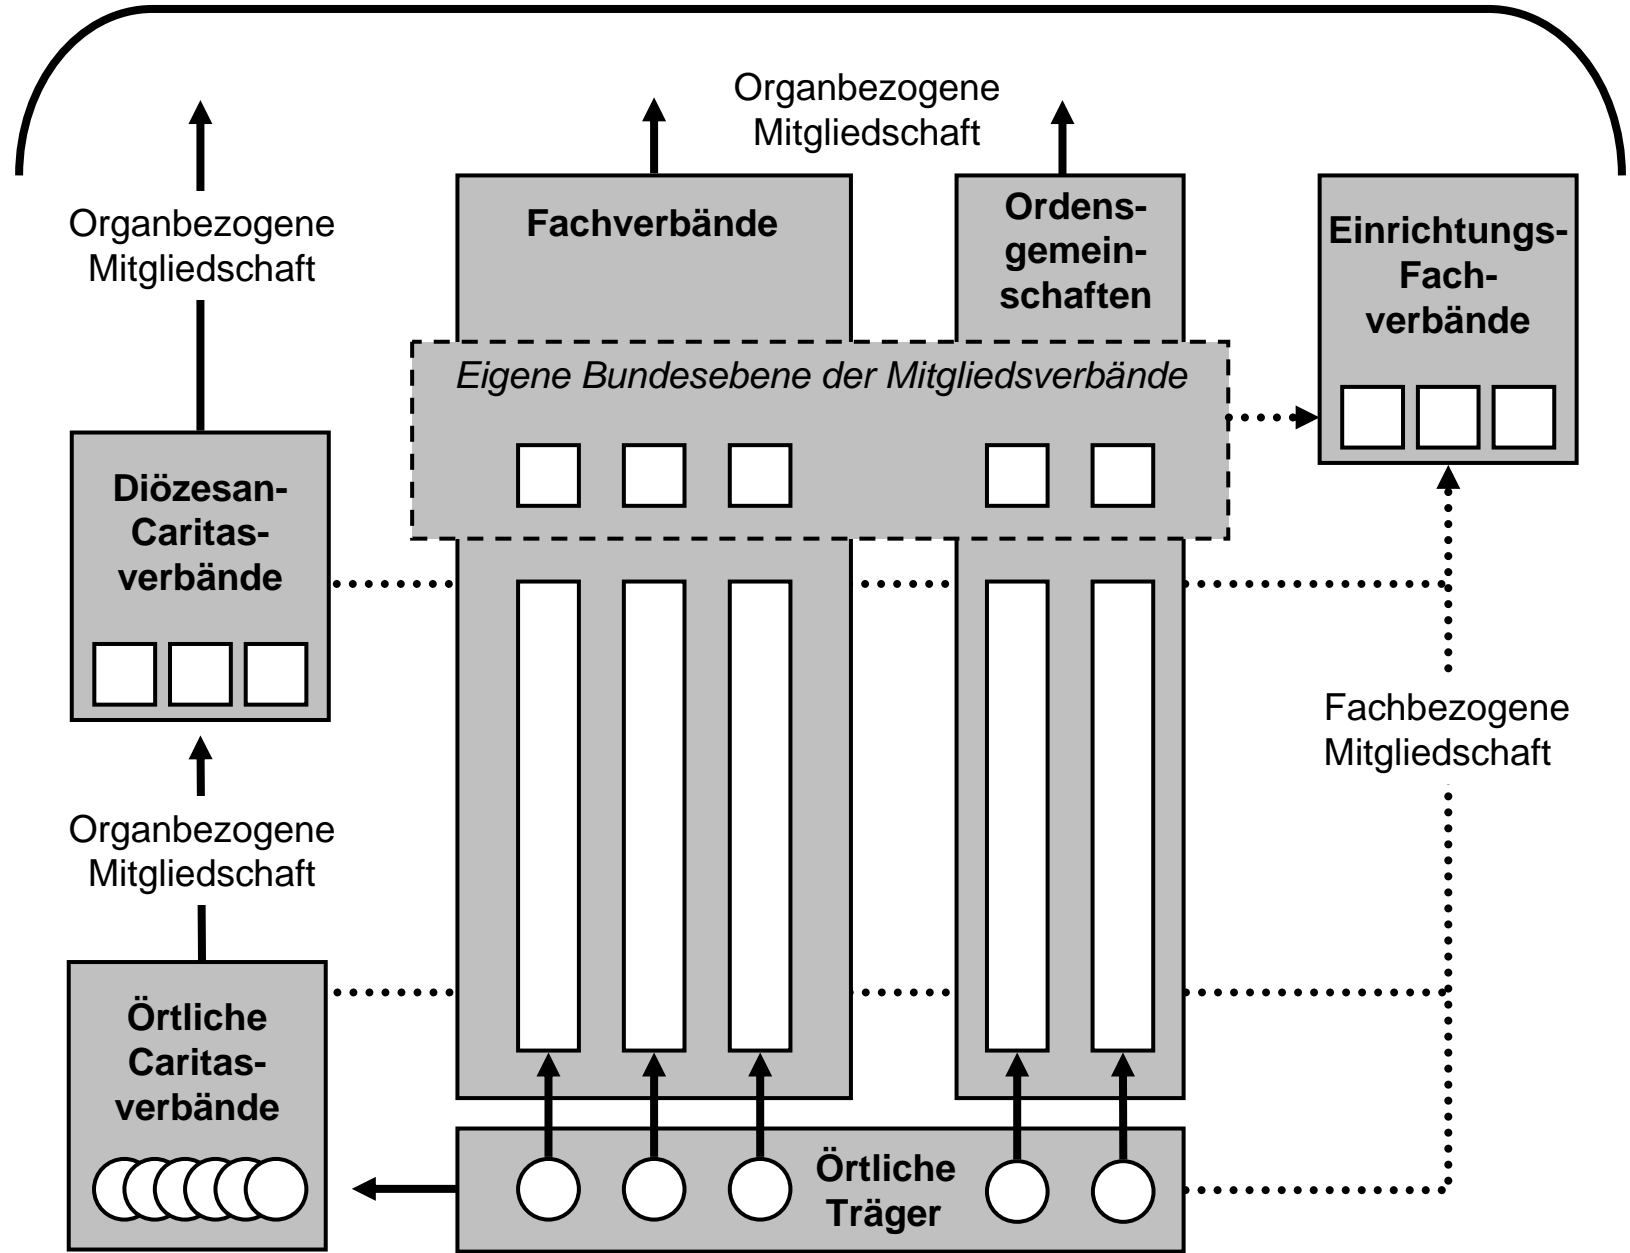 Organbezogene
Mitgliedschaft
Organbezogene
Mitgliedschaft
Fachverbände
Ordens-
gemein-
schaften
Einrichtungs-
Fach-
verbände
Eigene Bundesebene der Mitgliedsverbände
Diözesan-
Caritas-
verbände
Fachbezogene
Mitgliedschaft
Organbezogene
Mitgliedschaft
Örtliche
Caritas-
verbände
Örtliche
Träger